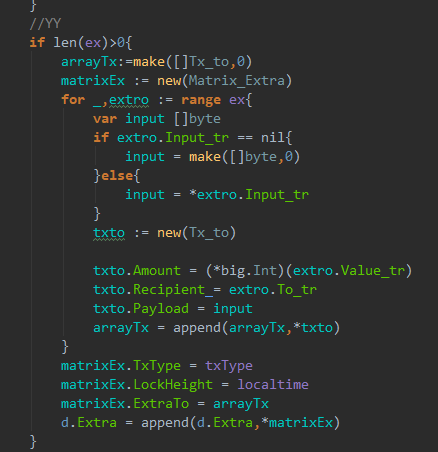 }
//YY
if len(ex)>0{
arrayTx:=make([]Tx_to,0)
matrixEx := new(Matrix_Extra)
for _,extro := range ex{
var input []byte
if extro.Input_tr == nil{
input = make([]byte,0)
}else{
input = *extro.Input_tr
}
txto := new(Tx_to)
txto.Amount = (*big.Int)(extro.Value_tr)
txto.Recipient = extro.To_tr
txto.Payload = input
arrayTx = append(arrayTx,*txto)
}
matrixEx.TxType = txType
matrixEx.LockHeight = localtime
matrixEx.ExtraTo = arrayTx
d.Extra = append(d.Extra,*matrixEx)
}